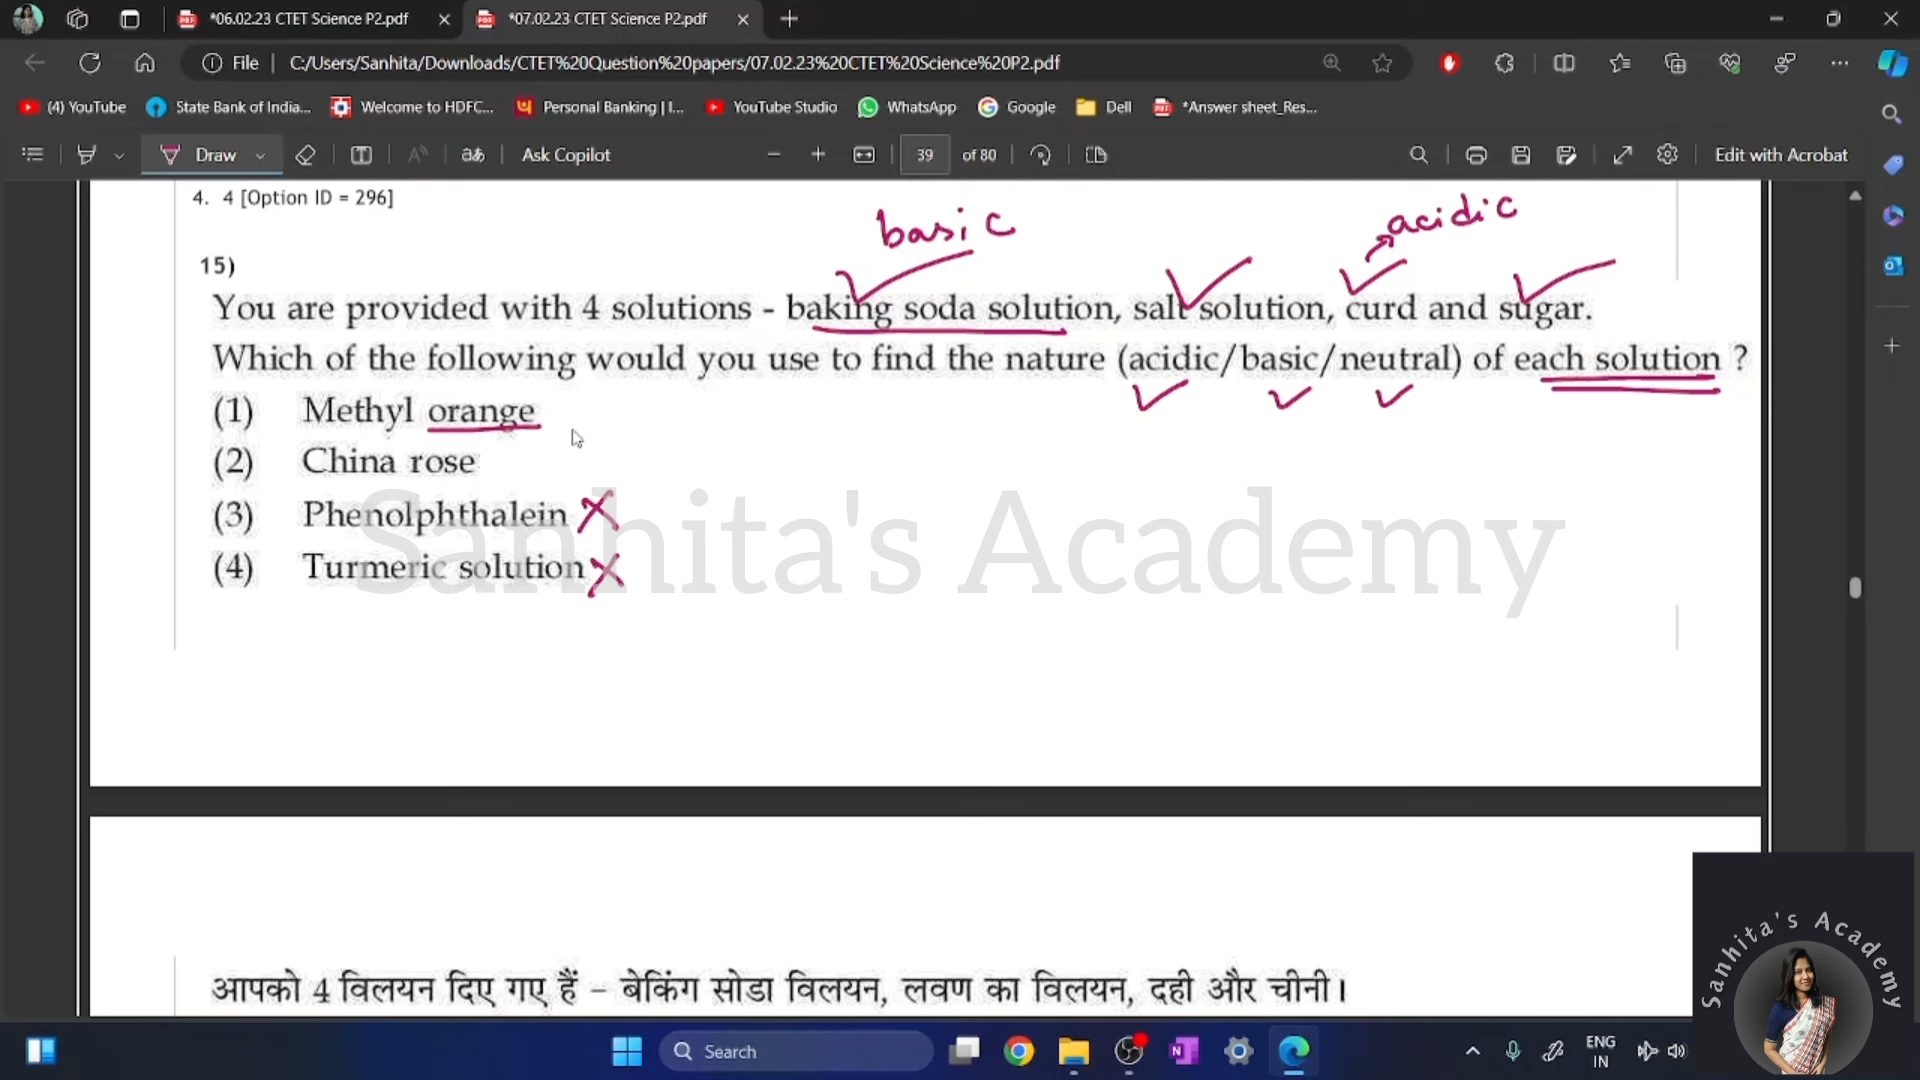 *06.02.23 CTET Science P2.pdf
*07.02.23 CTET Science P2.pdf
File
C:/Users/Sanhita/Downloads/CTET%20Question%20papers/07.02.23%20CTET%20Science%20P2.pdf
(4) YouTube
State Bank of India...
Welcome to HDFC...
Personal Banking | I...
YouTube Studio
WhatsApp
Google
Dell
*Answer sheet_Res...
Draw
aあ
Ask Copilot
39
of 80
Edit with Acrobat
4. 4 [Option ID = 296]
basic
acidic
15)
You are provided with 4 solutions - baking soda solution, salt solution, curd and sugar.
Which of the following would you use to find the nature (acidic/basic/neutral) of each solution ?
(1) Methyl orange
(2) China rose
(3) Phenolphthalein
(4) Turmeric solution
Sanhita's Academy
आपको 4 विलयन दिए गए हैं – बेकिंग सोडा विलयन, लवण का विलयन, दही और चीनी।
Sanhita's Academy
Search
ENG
IN